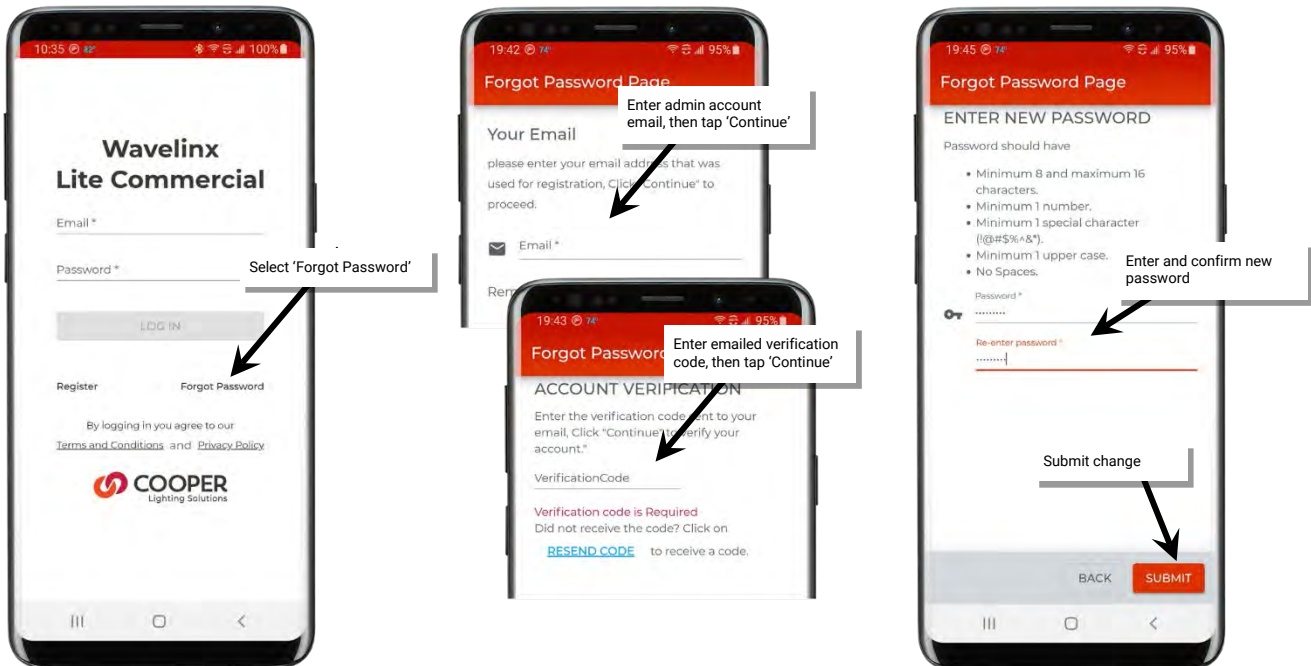 10:35 82° 100%
Wavelinx
Lite Commercial
Email *
Password *
Select ‘Forgot Password’
LOG IN
Register Forgot Password
By logging in you agree to our
Terms and Conditions and Privacy Policy
COOPER
Lighting Solutions
19:42 74° 95%
Forgot Password Page
Enter admin account
email, then tap ‘Continue’
Your Email
please enter your email address that was
used for registration, Click "Continue" to
proceed.
Email *
19:43 74° 95%
Forgot Password
Enter emailed verification
code, then tap ‘Continue’
ACCOUNT VERIFICATION
Enter the verification code sent to your
email, Click "Continue" to verify your
account."
VerificationCode
Verification code is Required
Did not receive the code? Click on
RESEND CODE to receive a code.
19:45 74° 95%
Forgot Password Page
ENTER NEW PASSWORD
Password should have
• Minimum 8 and maximum 16
characters.
• Minimum 1 number.
• Minimum 1 special character
(!@#$%^&*).
• Minimum 1 upper case.
• No Spaces.
Enter and confirm new
password
Password *
Re-enter password *
Submit change
BACK SUBMIT